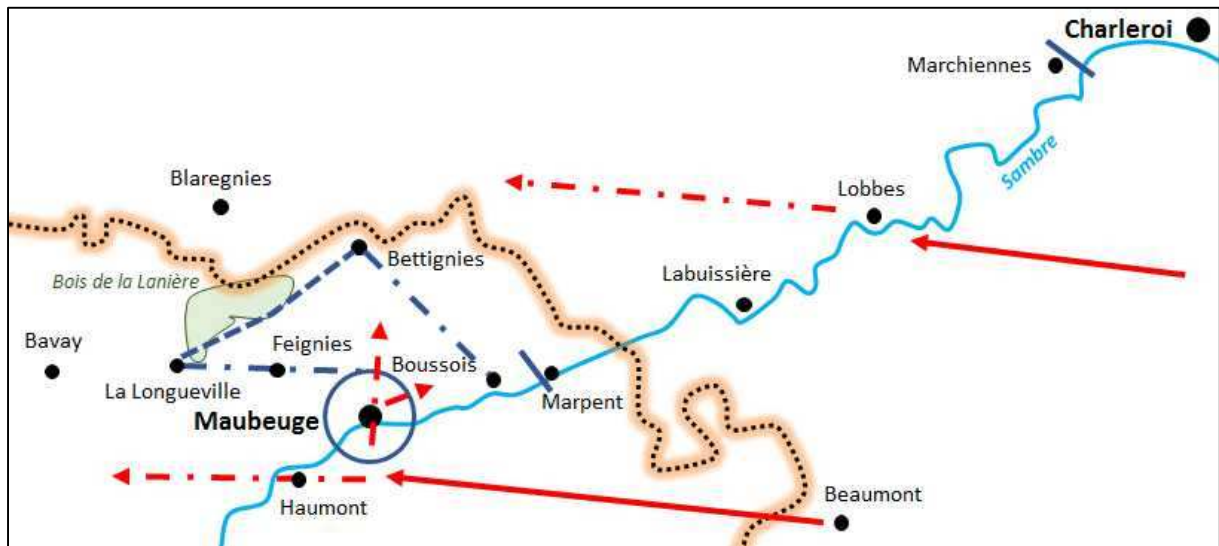 Charleroi
Marchiennes
Sambre
Blaregnies
Lobbes
Bettignies
Bois de la Lanière
Labuissière
Bavay
Feignies
Boussois
La Longueville
Marpent
Maubeuge
Haumont
Beaumont